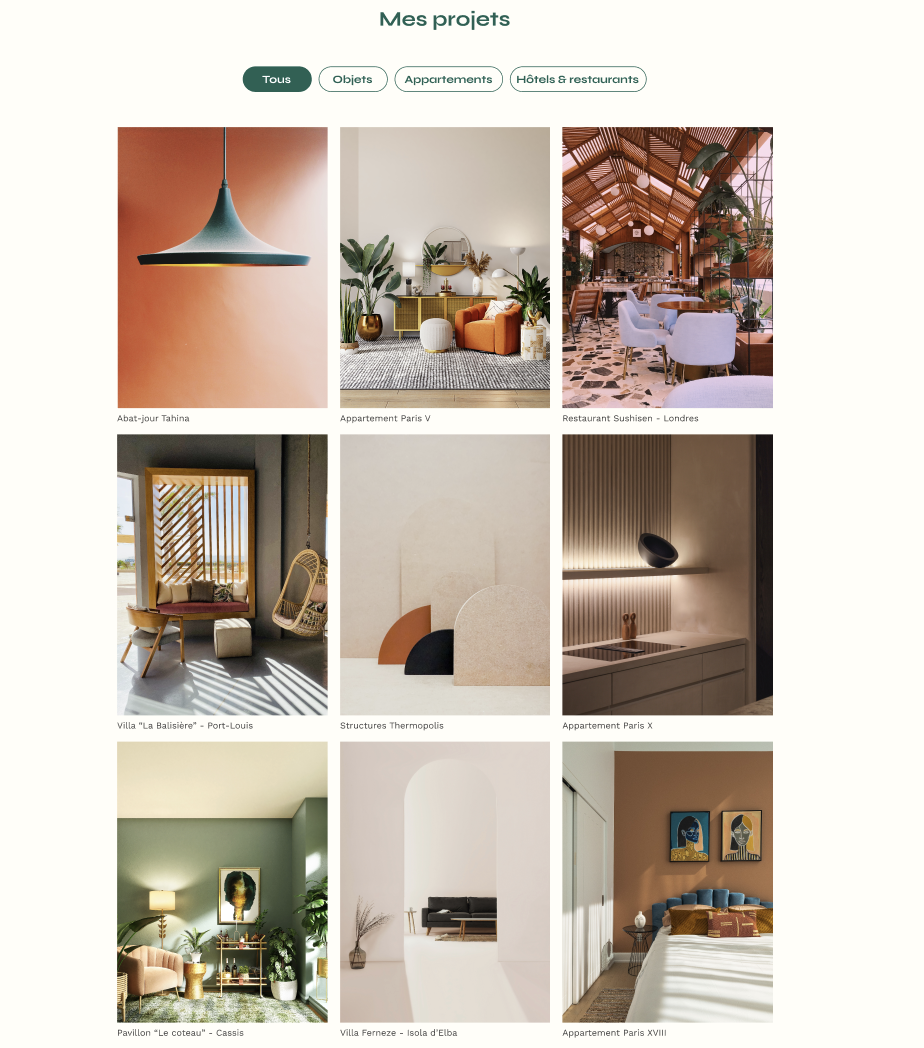 Mes projets
Tous
Objets
Appartements
Hôtels & restaurants
Abat-jour Tahina
Appartement Paris V
Restaurant Sushisen - Londres
Villa “La Balisière” - Port-Louis
Structures Thermopolis
Appartement Paris X
Pavillon “Le coteau” - Cassis
Villa Ferneze - Isola d’Elba
Appartement Paris XVIII